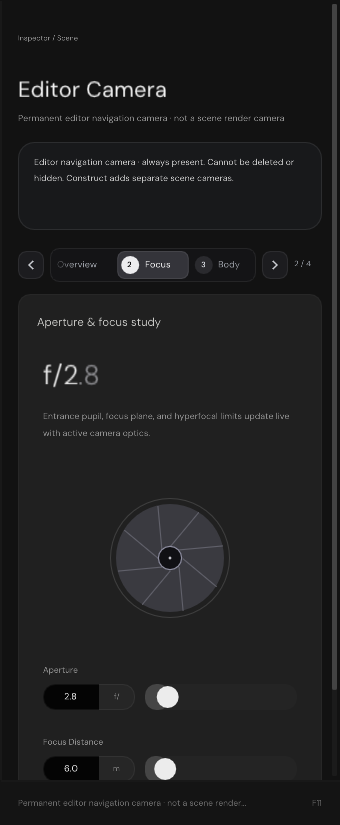 Inspector / Scene
Editor Camera
Permanent editor navigation camera · not a scene render camera
Editor navigation camera · always present. Cannot be deleted or
hidden. Construct adds separate scene cameras.
Overview
2 Focus
3 Body
2 / 4
Aperture & focus study
f/2.8
Entrance pupil, focus plane, and hyperfocal limits update live
with active camera optics.
Aperture
2.8 f/
Focus Distance
6.0 m
Permanent editor navigation camera · not a scene render...
F11